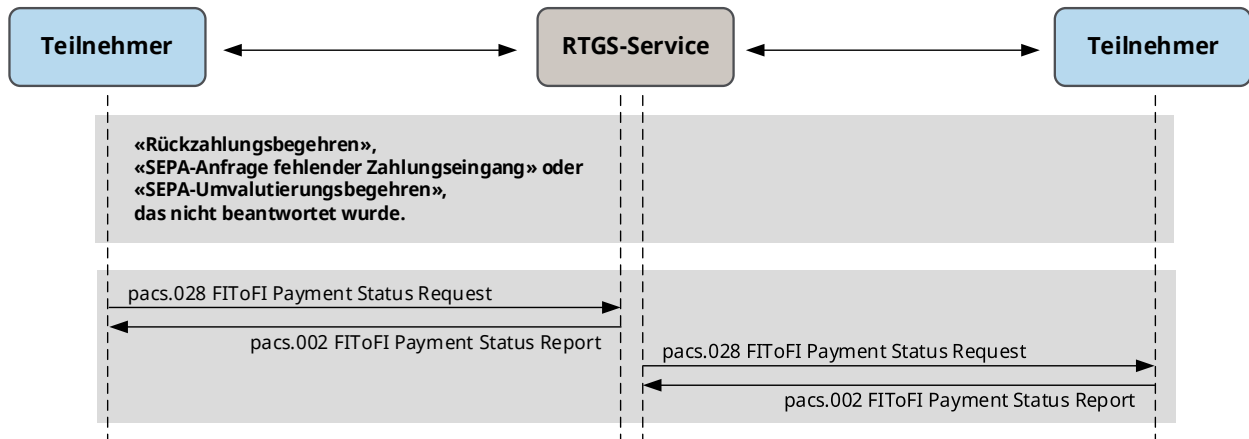 Teilnehmer
RTGS-Service
Teilnehmer
«Rückzahlungsbegehren»,
«SEPA-Anfrage fehlender Zahlungseingang» oder
«SEPA-Umvalutierungsbegehren»,
das nicht beantwortet wurde.
pacs.028 FIToFI Payment Status Request
pacs.002 FIToFI Payment Status Report
pacs.028 FIToFI Payment Status Request
pacs.002 FIToFI Payment Status Report